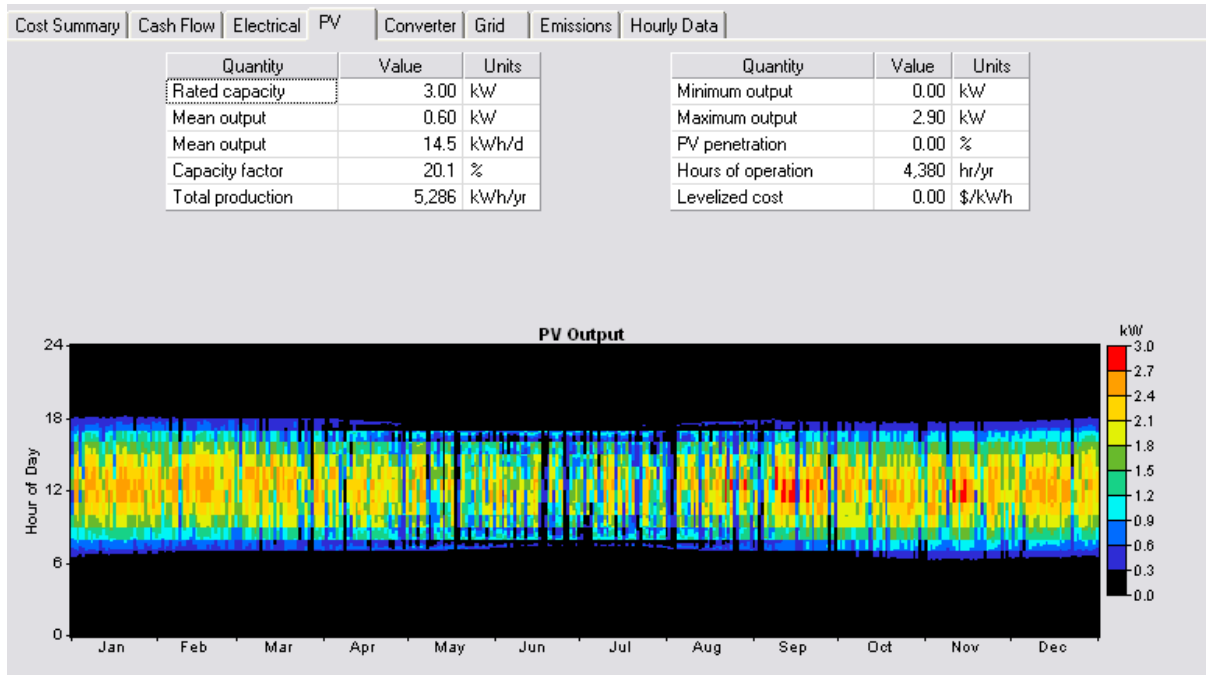 Cost Summary Cash Flow Electrical PV Converter Grid Emissions Hourly Data
Quantity Value Units
Rated capacity 3.00 kW
Mean output 0.60 kW
Mean output 14.5 kWh/d
Capacity factor 20.1 %
Total production 5,286 kWh/yr
Quantity Value Units
Minimum output 0.00 kW
Maximum output 2.90 kW
PV penetration 0.00 %
Hours of operation 4,380 hr/yr
Levelized cost 0.00 $/kWh
PV Output
Hour of Day
24
18
12
6
0
Jan Feb Mar Apr May Jun Jul Aug Sep Oct Nov Dec
kW
3.0
2.7
2.4
2.1
1.8
1.5
1.2
0.9
0.6
0.3
0.0